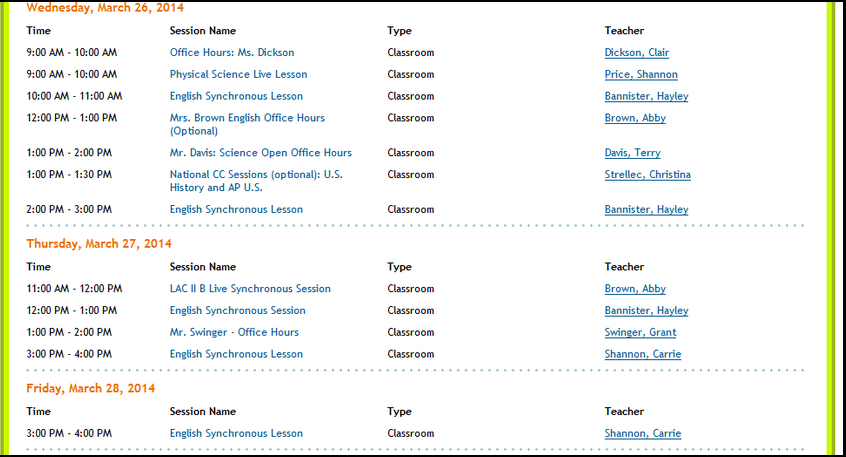 Wednesday, March 26, 2014
Time Session Name Type Teacher
9:00 AM - 10:00 AM Office Hours: Ms. Dickson Classroom Dickson, Clair
9:00 AM - 10:00 AM Physical Science Live Lesson Classroom Price, Shannon
10:00 AM - 11:00 AM English Synchronous Lesson Classroom Bannister, Hayley
12:00 PM - 1:00 PM Mrs. Brown English Office Hours Classroom Brown, Abby
(Optional)
1:00 PM - 2:00 PM Mr. Davis: Science Open Office Hours Classroom Davis, Terry
1:00 PM - 1:30 PM National CC Sessions (optional): U.S. Classroom Strellec, Christina
History and AP U.S.
2:00 PM - 3:00 PM English Synchronous Lesson Classroom Bannister, Hayley
Thursday, March 27, 2014
Time Session Name Type Teacher
11:00 AM - 12:00 PM LAC II B Live Synchronous Session Classroom Brown, Abby
12:00 PM - 1:00 PM English Synchronous Session Classroom Bannister, Hayley
1:00 PM - 2:00 PM Mr. Swinger - Office Hours Classroom Swinger, Grant
3:00 PM - 4:00 PM English Synchronous Lesson Classroom Shannon, Carrie
Friday, March 28, 2014
Time Session Name Type Teacher
3:00 PM - 4:00 PM English Synchronous Lesson Classroom Shannon, Carrie